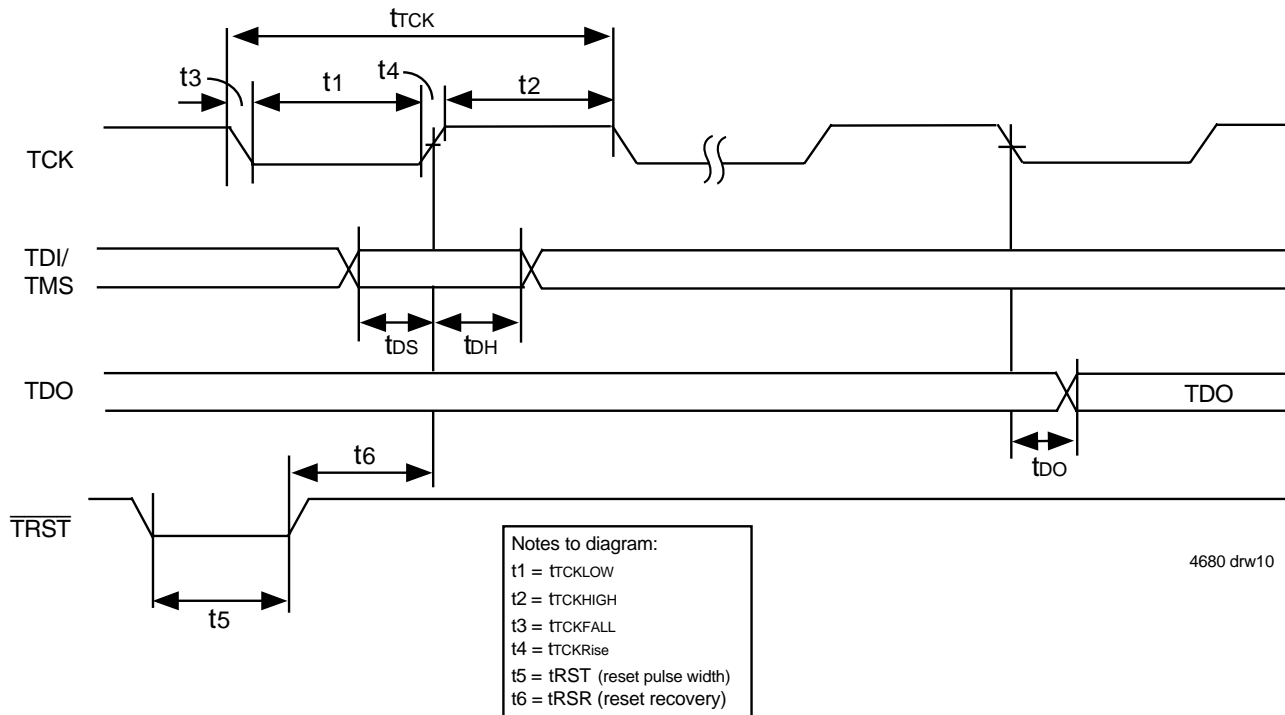 tTCK
t3
t1
t4
t2
TCK
TDI/
TMS
tDS
tDH
TDO
TDO
tDO
t6
TRST
t5
Notes to diagram:
t1 = tTCKLOW
t2 = tTCKHIGH
t3 = tTCKFALL
t4 = tTCKRise
t5 = tRST (reset pulse width)
t6 = tRSR (reset recovery)
4680 drw10